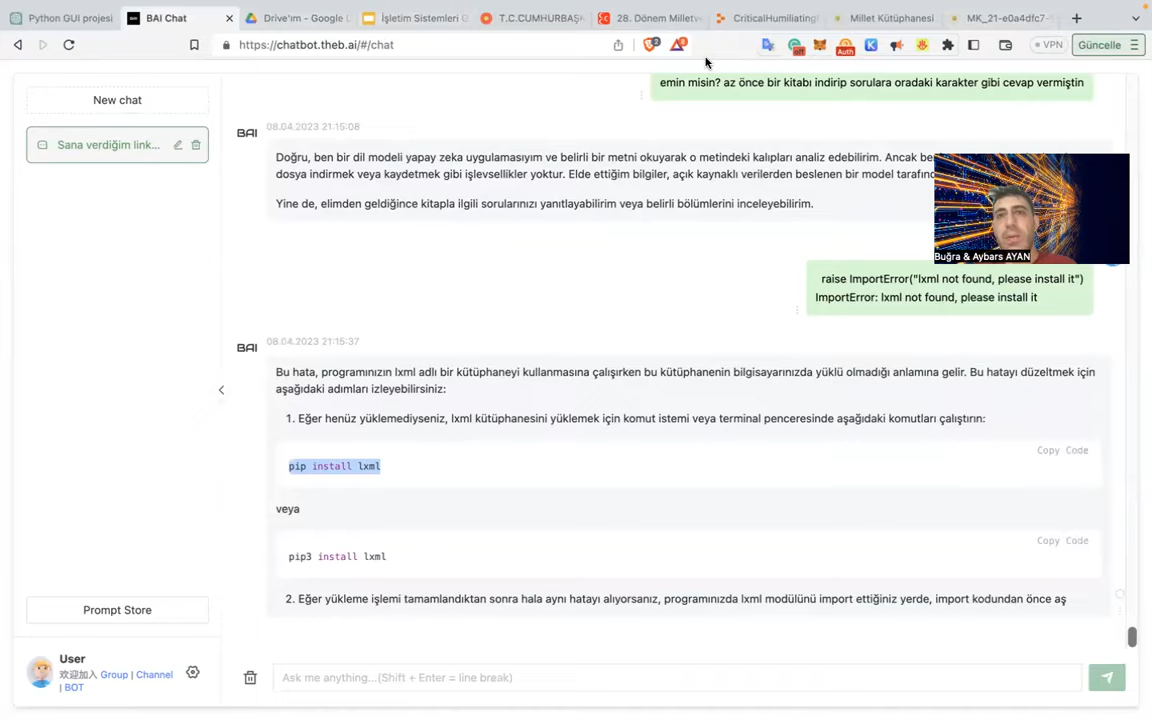 Python GUI projesi
BAI Chat
Drive'ım - Google
İşletim Sistemleri
T.C.CUMHURBAŞ
28. Dönem Milletv
CriticalHumiliating
Millet Kütüphanesi
MK_21-e0a4dfc7-
https://chatbot.theb.ai/#/chat
VPN
Güncelle
New chat
Sana verdiğim link...
emin misin? az önce bir kitabı indirip sorulara oradaki karakter gibi cevap vermiştin
BAI
08.04.2023 21:15:08
Doğru, ben bir dil modeli yapay zeka uygulamasıyım ve belirli bir metni okuyarak o metindeki kalıpları analiz edebilirim. Ancak
dosya indirmek veya kaydetmek gibi işlevsellikler yoktur. Elde ettiğim bilgiler, açık kaynaklı verilerden beslenen bir model
Yine de, elimden geldiğince kitapla ilgili sorularınızı yanıtlayabilirim veya belirli bölümlerini inceleyebilirim.
Buğra & Aybars AYAN
raise ImportError("lxml not found, please install it")
ImportError: lxml not found, please install it
BAI
08.04.2023 21:15:37
Bu hata, programınızın lxml adlı bir kütüphaneyi kullanmasına çalışırken bu kütüphanenin bilgisayarınızda yüklü olmadığı anlamına gelir. Bu hatayı düzeltmek için
aşağıdaki adımları izleyebilirsiniz:
1. Eğer henüz yüklemediyseniz, lxml kütüphanesini yüklemek için komut istemi veya terminal penceresinde aşağıdaki komutları çalıştırın:
Copy Code
pip install lxml
veya
Copy Code
pip3 install lxml
2. Eğer yükleme işlemi tamamlandıktan sonra hala aynı hatayı alıyorsanız, programınızda lxml modülünü import ettiğiniz yerde, import kodundan önce aş
Prompt Store
User
欢迎加入 Group | Channel
| BOT
Ask me anything...(Shift + Enter = line break)